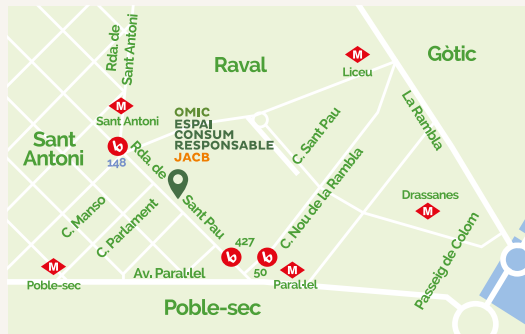 Rda. de
Sant Antoni
Raval
Gòtic
M
Liceu
La Rambla
M
Sant Antoni
OMIC
ESPAI
CONSUM
RESPONSABLE
JACB
C. Sant Pau
Sant
Antoni
b
148
Rda. de
Sant Pau
C. Nou de la Rambla
Drassanes
M
C. Manso
C. Parlament
Passeig de Colom
427
b
b
50
M
Poble-sec
Av. Paral·lel
M
Paral·lel
Poble-sec